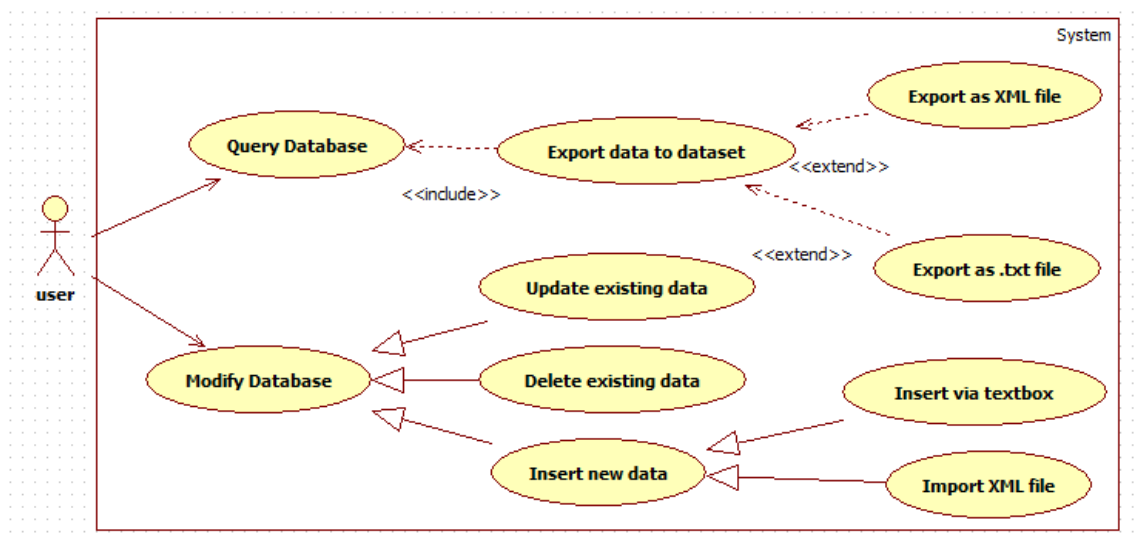 System
Export as XML file
Query Database
Export data to dataset
<<extend>>
<<include>>
<<extend>>
Export as .txt file
user
Update existing data
Modify Database
Delete existing data
Insert via textbox
Insert new data
Import XML file